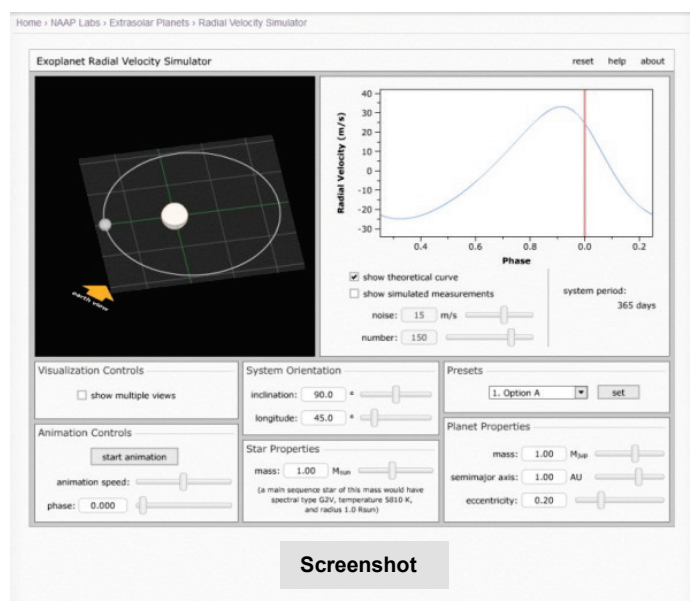 Home › NAAP Labs › Extrasolar Planets › Radial Velocity Simulator
Exoplanet Radial Velocity Simulator
reset help about
earth view
Radial Velocity (m/s)
40
30
20
10
0
-10
-20
-30
0.4 0.6 0.8 0.0 0.2
Phase
show theoretical curve
show simulated measurements
noise: 15 m/s
number: 150
system period:
365 days
Visualization Controls
show multiple views
Animation Controls
start animation
animation speed:
phase: 0.000
System Orientation
inclination: 90.0 °
longitude: 45.0 °
Star Properties
mass: 1.00 Msun
(a main sequence star of this mass would have
spectral type G2V, temperature 5810 K,
and radius 1.0 Rsun)
Presets
1. Option A set
Planet Properties
mass: 1.00 Mjup
semimajor axis: 1.00 AU
eccentricity: 0.20
Screenshot